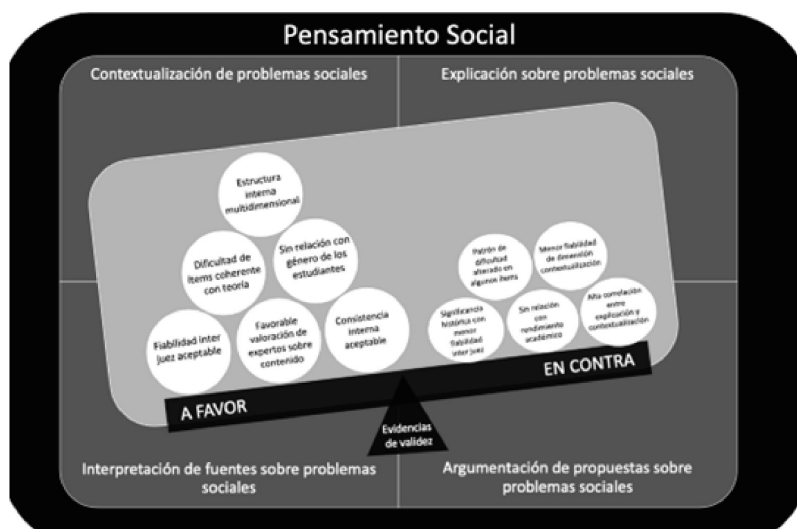 Pensamiento Social
Contextualización de problemas sociales
Explicación sobre problemas sociales
Estructura
interna
multidimensional
Dificultad de
ítems coherente
con teoría
Sin relación con
género de los
estudiantes
Fiabilidad inter
juez aceptable
Favorable
valoración de
expertos sobre
contenido
Consistencia
interna
aceptable
Patrón de
dificultad
alterado en
algunos ítems
Menor fiabilidad
de dimensión
contextualización
Significancia
histórica con
menor
fiabilidad
inter juez
Sin relación
con
rendimiento
académico
Alta correlación
entre
explicación y
contextualización
A FAVOR
EN CONTRA
Evidencias
de validez
Interpretación de fuentes sobre problemas
sociales
Argumentación de propuestas sobre
problemas sociales